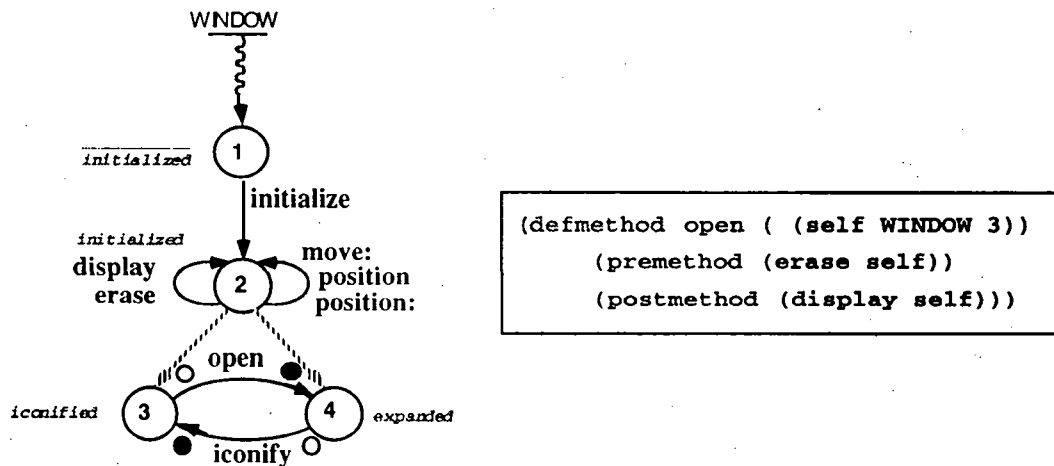 WINDOW
1
initialized
initialize
initialized
display
erase
2
move:
position
position:
open
iconified
3
4
expanded
iconify
(defmethod open ( (self WINDOW 3))
(premethod (erase self))
(postmethod (display self)))